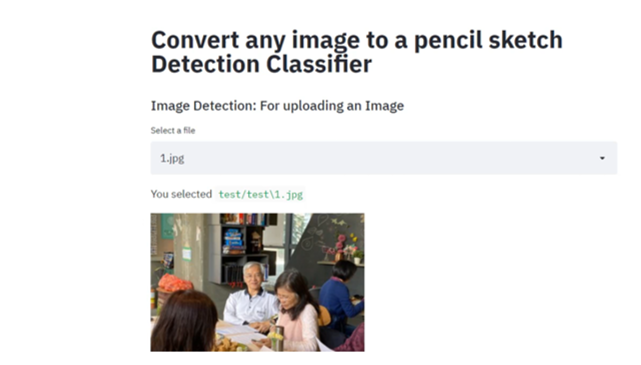 Convert any image to a pencil sketch
Detection Classifier
Image Detection: For uploading an Image
Select a file
1.jpg
You selected test/test\1.jpg